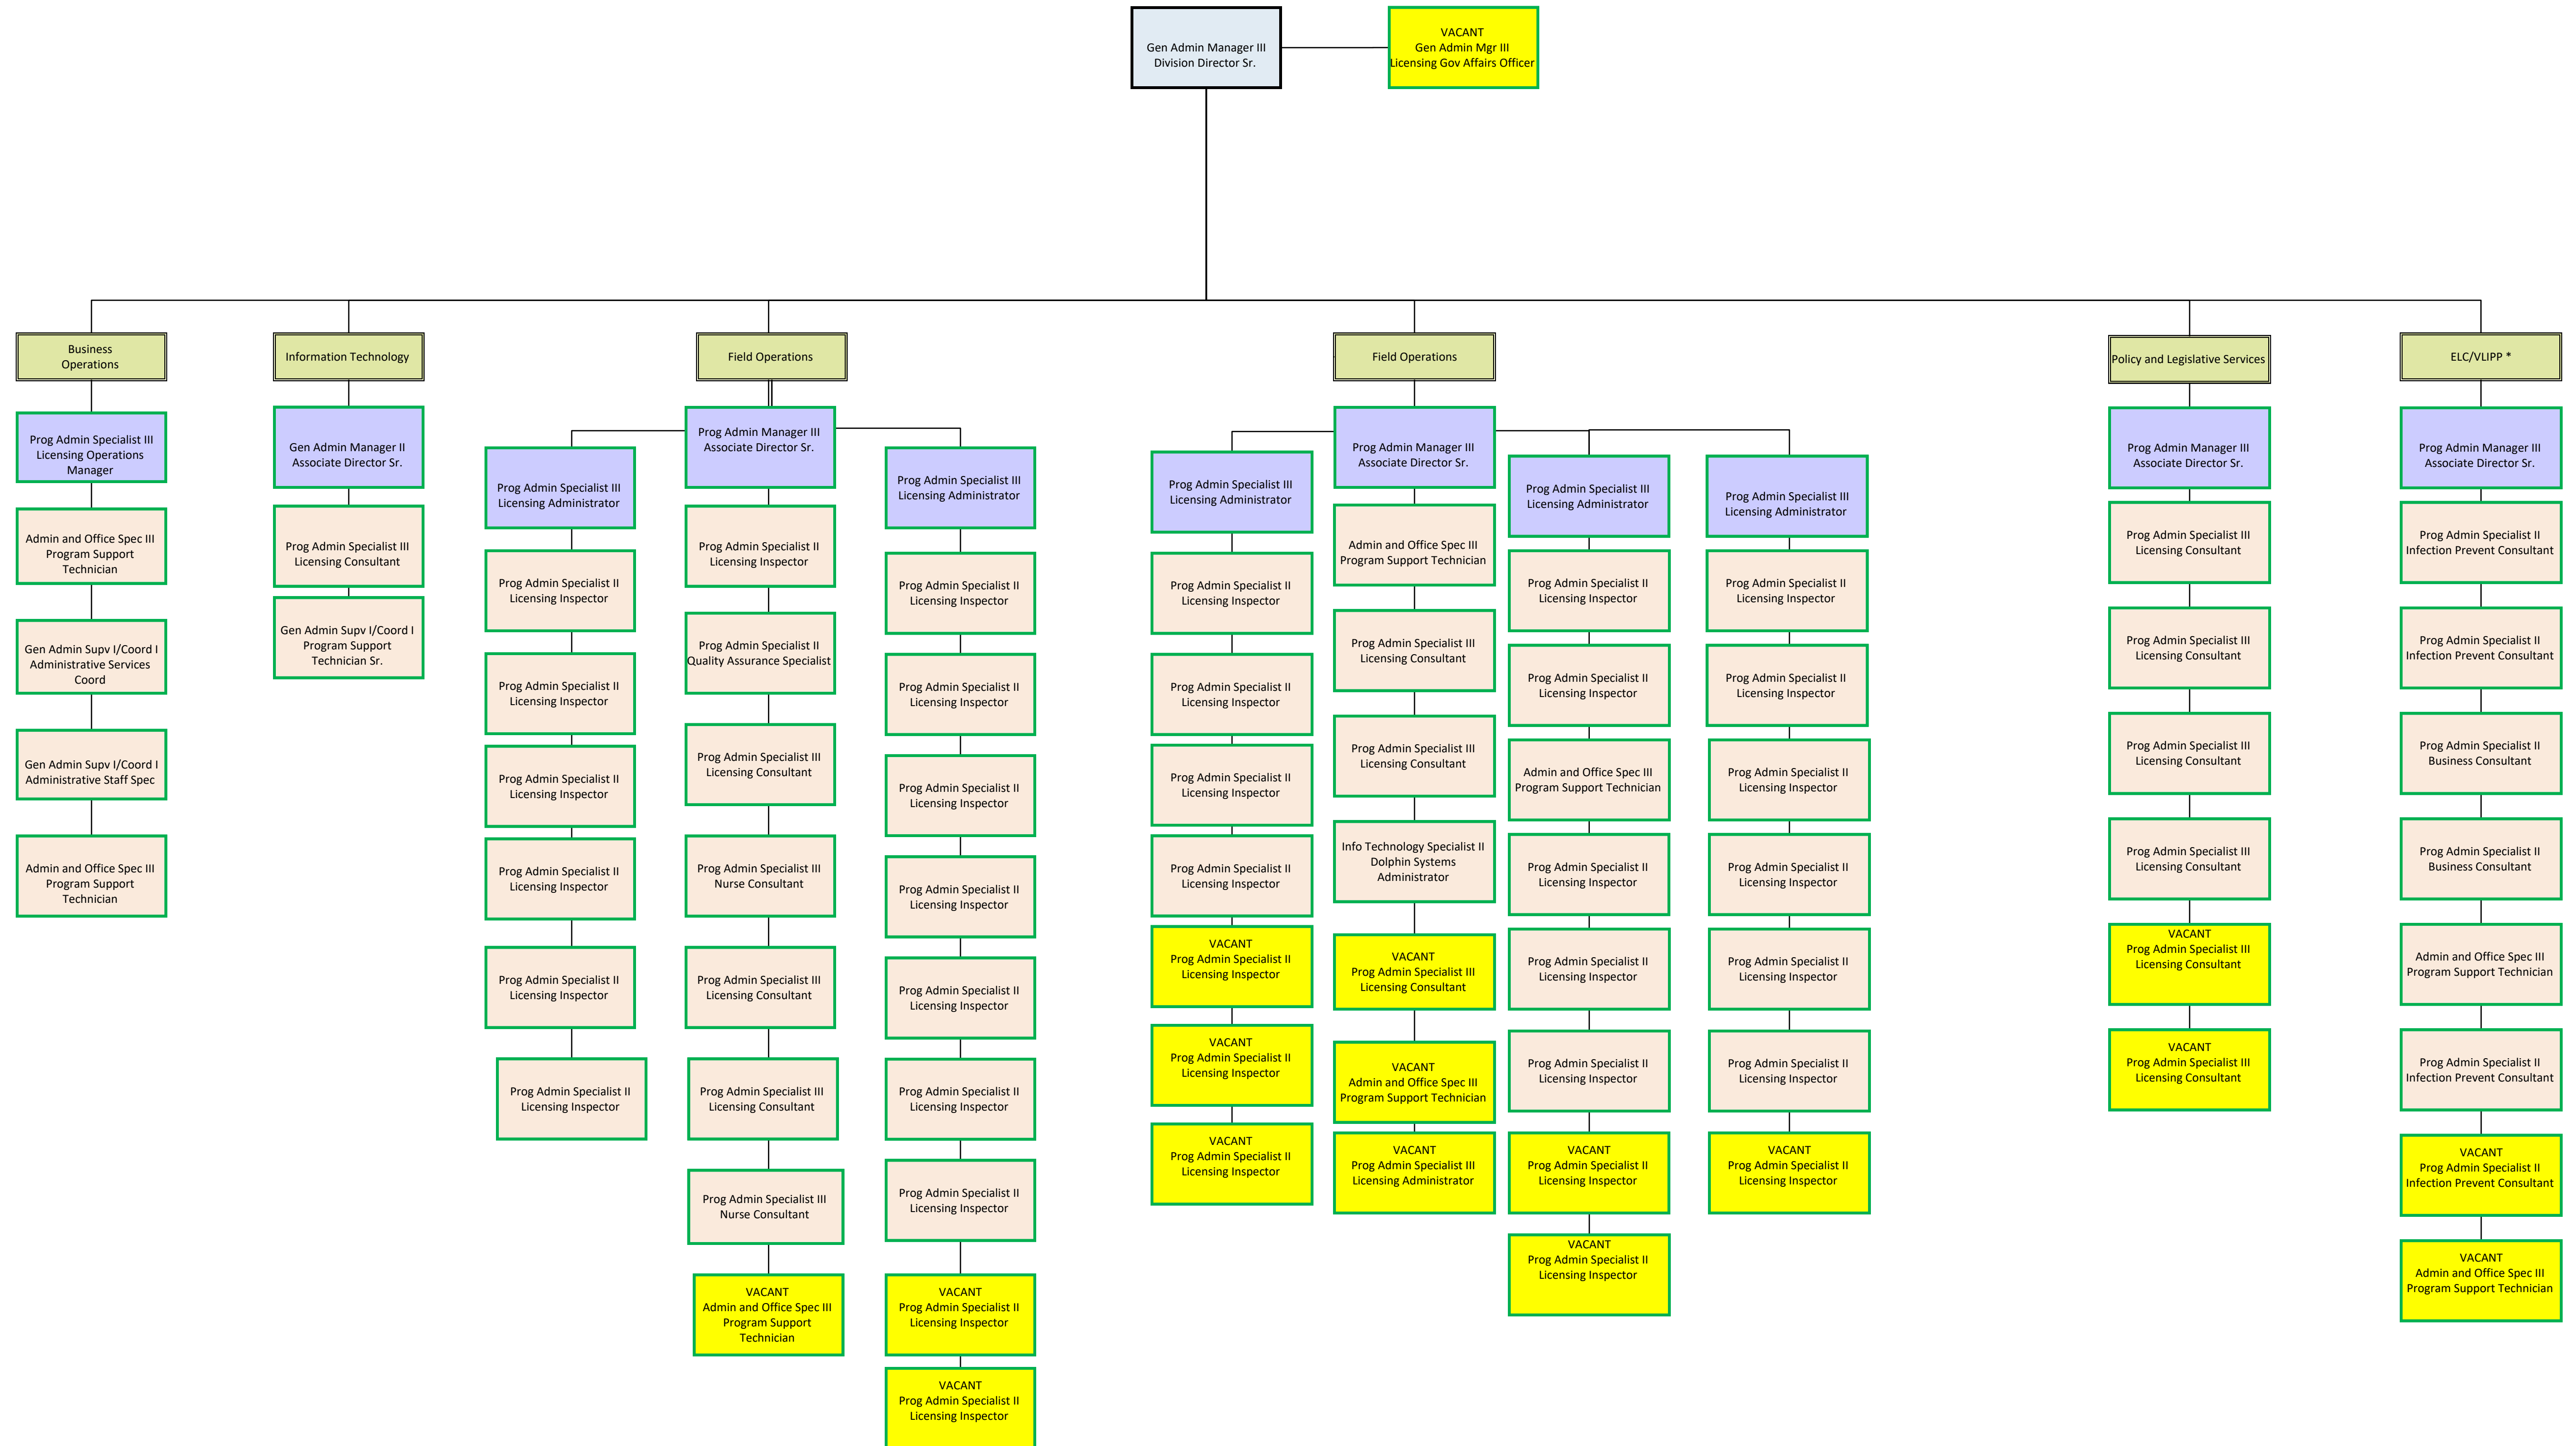 Gen Admin Manager III
Division Director Sr.
VACANT
Gen Admin Mgr III
Licensing Gov Affairs Officer
Business
Operations
Prog Admin Specialist III
Licensing Operations
Manager
Admin and Office Spec III
Program Support
Technician
Gen Admin Supv I/Coord I
Administrative Services
Coord
Gen Admin Supv I/Coord I
Administrative Staff Spec
Admin and Office Spec III
Program Support
Technician
Information Technology
Gen Admin Manager II
Associate Director Sr.
Prog Admin Specialist III
Licensing Consultant
Gen Admin Supv I/Coord I
Program Support
Technician Sr.
Field Operations
Prog Admin Specialist III
Licensing Administrator
Prog Admin Specialist II
Licensing Inspector
Prog Admin Specialist II
Licensing Inspector
Prog Admin Specialist II
Licensing Inspector
Prog Admin Specialist II
Licensing Inspector
Prog Admin Specialist II
Licensing Inspector
Prog Admin Specialist II
Licensing Inspector
Prog Admin Manager III
Associate Director Sr.
Prog Admin Specialist II
Licensing Inspector
Prog Admin Specialist II
Quality Assurance Specialist
Prog Admin Specialist III
Licensing Consultant
Prog Admin Specialist III
Nurse Consultant
Prog Admin Specialist III
Licensing Consultant
Prog Admin Specialist III
Licensing Consultant
Prog Admin Specialist III
Nurse Consultant
VACANT
Admin and Office Spec III
Program Support
Technician
Prog Admin Specialist III
Licensing Administrator
Prog Admin Specialist II
Licensing Inspector
Prog Admin Specialist II
Licensing Inspector
Prog Admin Specialist II
Licensing Inspector
Prog Admin Specialist II
Licensing Inspector
Prog Admin Specialist II
Licensing Inspector
Prog Admin Specialist II
Licensing Inspector
Prog Admin Specialist II
Licensing Inspector
VACANT
Prog Admin Specialist II
Licensing Inspector
VACANT
Prog Admin Specialist II
Licensing Inspector
Field Operations
Prog Admin Specialist III
Licensing Administrator
Prog Admin Specialist II
Licensing Inspector
Prog Admin Specialist II
Licensing Inspector
Prog Admin Specialist II
Licensing Inspector
Prog Admin Specialist II
Licensing Inspector
VACANT
Prog Admin Specialist II
Licensing Inspector
VACANT
Prog Admin Specialist II
Licensing Inspector
VACANT
Prog Admin Specialist II
Licensing Inspector
Prog Admin Manager III
Associate Director Sr.
Admin and Office Spec III
Program Support Technician
Prog Admin Specialist III
Licensing Consultant
Prog Admin Specialist III
Licensing Consultant
Info Technology Specialist II
Dolphin Systems
Administrator
VACANT
Prog Admin Specialist III
Licensing Consultant
VACANT
Admin and Office Spec III
Program Support Technician
VACANT
Prog Admin Specialist III
Licensing Administrator
Prog Admin Specialist III
Licensing Administrator
Prog Admin Specialist II
Licensing Inspector
Prog Admin Specialist II
Licensing Inspector
Admin and Office Spec III
Program Support Technician
Prog Admin Specialist II
Licensing Inspector
Prog Admin Specialist II
Licensing Inspector
Prog Admin Specialist II
Licensing Inspector
VACANT
Prog Admin Specialist II
Licensing Inspector
VACANT
Prog Admin Specialist II
Licensing Inspector
Prog Admin Specialist III
Licensing Administrator
Prog Admin Specialist II
Licensing Inspector
Prog Admin Specialist II
Licensing Inspector
Prog Admin Specialist II
Licensing Inspector
Prog Admin Specialist II
Licensing Inspector
Prog Admin Specialist II
Licensing Inspector
Prog Admin Specialist II
Licensing Inspector
VACANT
Prog Admin Specialist II
Licensing Inspector
Policy and Legislative Services
Prog Admin Manager III
Associate Director Sr.
Prog Admin Specialist III
Licensing Consultant
Prog Admin Specialist III
Licensing Consultant
Prog Admin Specialist III
Licensing Consultant
Prog Admin Specialist III
Licensing Consultant
VACANT
Prog Admin Specialist III
Licensing Consultant
VACANT
Prog Admin Specialist III
Licensing Consultant
ELC/VLIPP *
Prog Admin Manager III
Associate Director Sr.
Prog Admin Specialist II
Infection Prevent Consultant
Prog Admin Specialist II
Infection Prevent Consultant
Prog Admin Specialist II
Business Consultant
Prog Admin Specialist II
Business Consultant
Admin and Office Spec III
Program Support Technician
Prog Admin Specialist II
Infection Prevent Consultant
VACANT
Prog Admin Specialist II
Infection Prevent Consultant
VACANT
Admin and Office Spec III
Program Support Technician